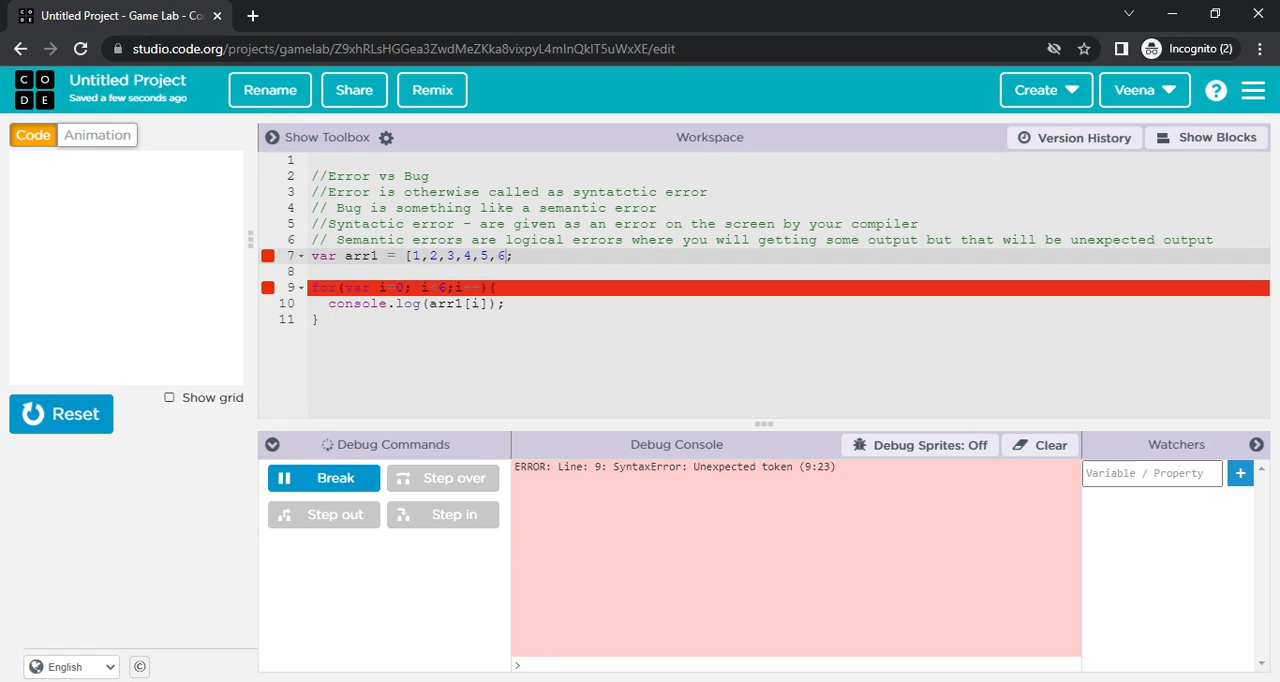 Untitled Project - Game Lab - Co
studio.code.org/projects/gamelab/Z9xhRLsHGGea3ZwdMeZKka8vixpyL4mlnQkIT5uWxXE/edit
Incognito (2)
C O D E
Untitled Project
Saved a few seconds ago
Rename
Share
Remix
Create
Veena
?
Code
Animation
Show Toolbox
Workspace
Version History
Show Blocks
1
2 //Error vs Bug
3 //Error is otherwise called as syntatctic error
4 // Bug is something like a semantic error
5 //Syntactic error - are given as an error on the screen by your compiler
6 // Semantic errors are logical errors where you will getting some output but that will be unexpected output
7 var arr1 = [1,2,3,4,5,6;
8
9 for(var i=0; i<6;i++){
10 console.log(arr1[i]);
11 }
Show grid
Reset
Debug Commands
Debug Console
Debug Sprites: Off
Clear
Watchers
Break
Step over
Step out
Step in
ERROR: Line: 9: SyntaxError: Unexpected token (9:23)
Variable / Property
+
>
English
©